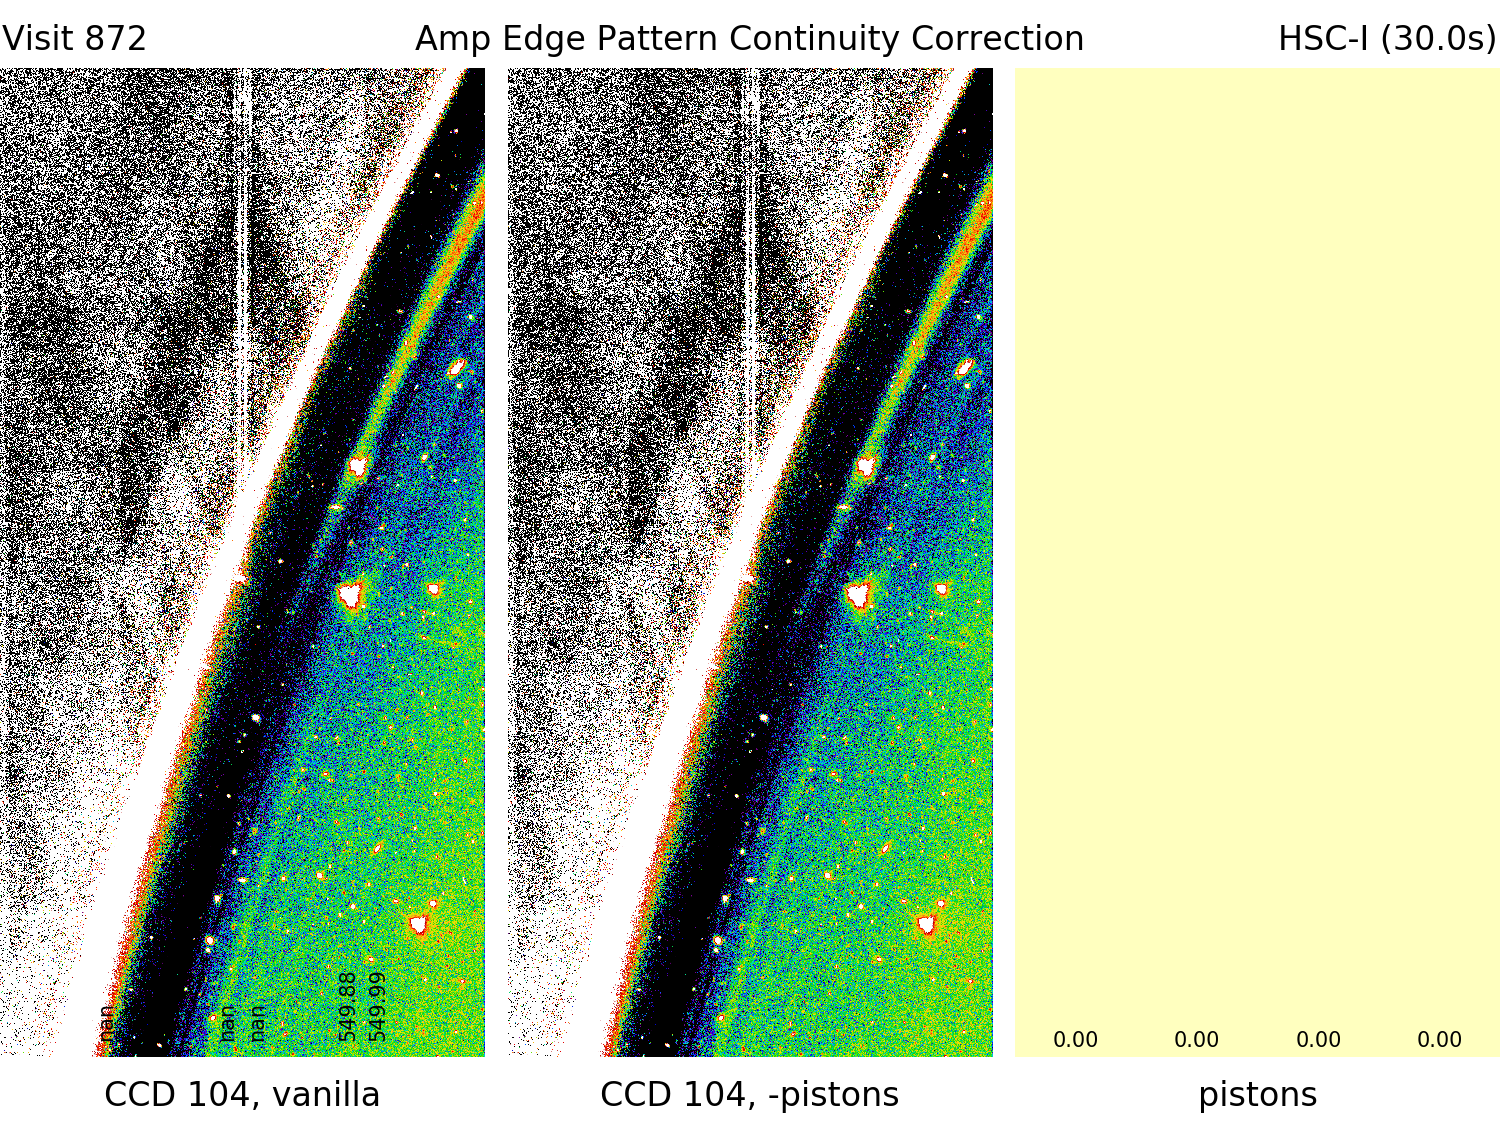 Visit 872 Amp Edge Pattern Continuity Correction HSC-I (30.0s)
nan nan nan 549.88 549.99
0.00 0.00 0.00 0.00
CCD 104, vanilla CCD 104, -pistons pistons